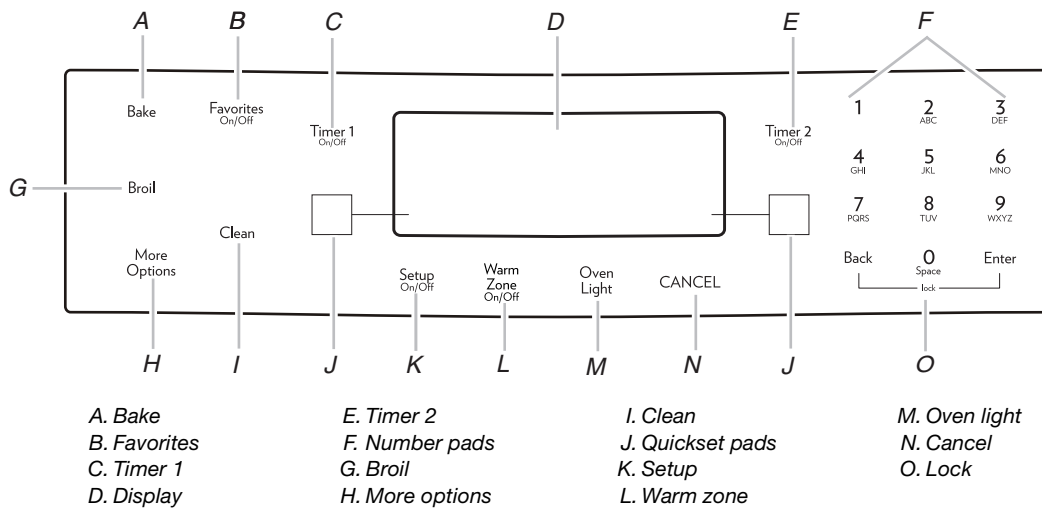 A B C D E F
Bake
Favorites
On/Off
Timer 1
On/Off
Timer 2
On/Off
1 2 3
ABC DEF
4 5 6
GHI JKL MNO
7 8 9
PQRS TUV WXYZ
G
Broil
Clean
More
Options
Setup
On/Off
Warm
Zone
On/Off
Oven
Light
CANCEL
Back 0 Enter
Space
lock
H I J K L M N J O
A. Bake
B. Favorites
C. Timer 1
D. Display
E. Timer 2
F. Number pads
G. Broil
H. More options
I. Clean
J. Quickset pads
K. Setup
L. Warm zone
M. Oven light
N. Cancel
O. Lock